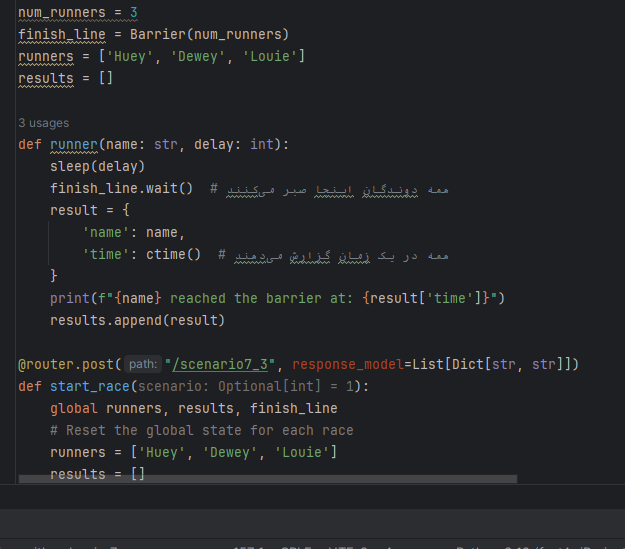 num_runners = 3
finish_line = Barrier(num_runners)
runners = ['Huey', 'Dewey', 'Louie']
results = []
3 usages
def runner(name: str, delay: int):
sleep(delay)
finish_line.wait()  # همه دوندگان اینجا صبر می‌کنند
result = {
'name': name,
'time': ctime()  # همه در یک زمان گزارش می‌دهند
}
print(f"{name} reached the barrier at: {result['time']}")
results.append(result)
@router.post(path: "/scenario7_3", response_model=List[Dict[str, str]])
def start_race(scenario: Optional[int] = 1):
global runners, results, finish_line
# Reset the global state for each race
runners = ['Huey', 'Dewey', 'Louie']
results = []